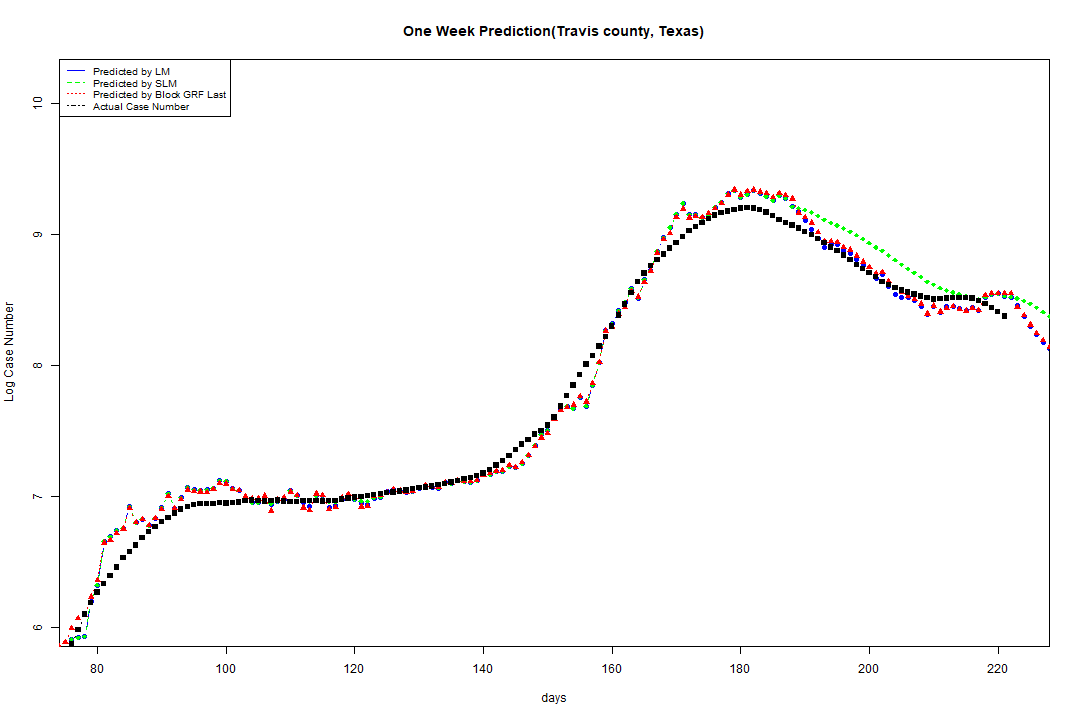 One Week Prediction(Travis county, Texas)
Predicted by LM
Predicted by SLM
Predicted by Block GRF Last
Actual Case Number
10
9
8
7
6
Log Case Number
80 100 120 140 160 180 200 220
days